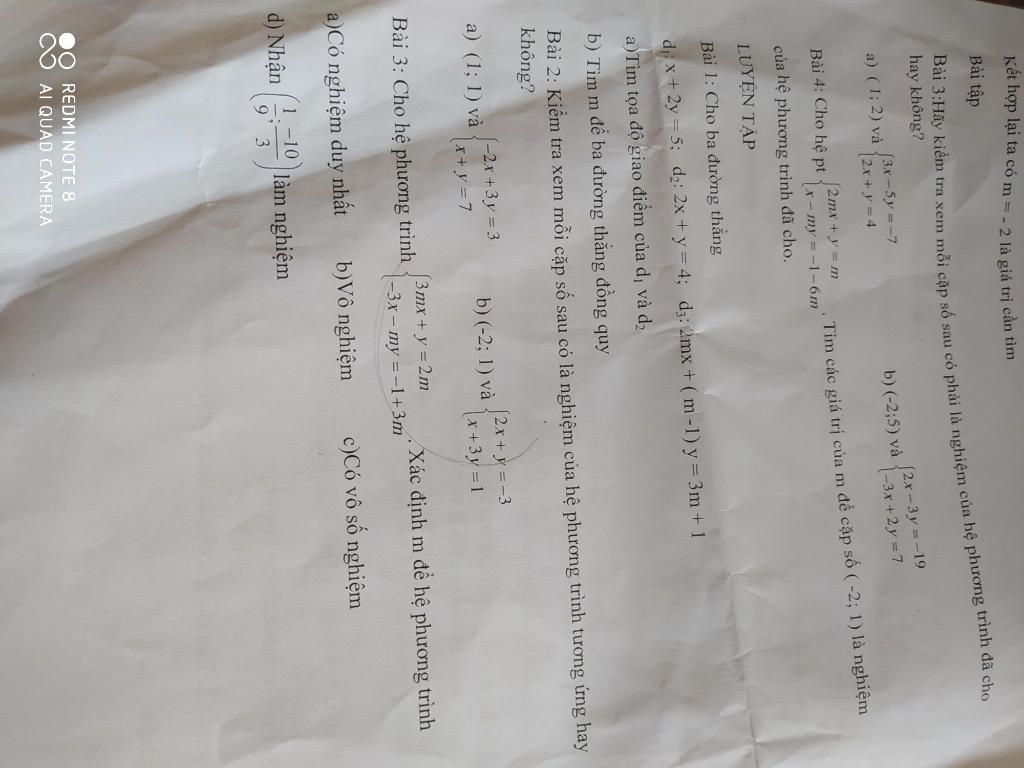 Kết hợp lại ta có m = - 2 là giá trị cần tìm
Bài tập
Bài 3:Hãy kiểm tra xem mỗi cặp số sau có phải là nghiệm của hệ phương trình đã cho
hay không?
a) ( 1; 2) và {3x − 5y = −7 ; 2x + y = 4 b) (-2;5) và {2x − 3y = −19 ; −3x + 2y = 7
Bài 4: Cho hệ pt {2mx + y = m ; x − my = −1 − 6m . Tìm các giá trị của m để cặp số ( -2; 1) là nghiệm
của hệ phương trình đã cho.
LUYỆN TẬP
Bài 1: Cho ba đường thẳng
d₁: x + 2y = 5; d₂: 2x + y = 4; d₃: 2mx + ( m -1) y = 3m + 1
a)Tìm tọa độ giao điểm của d₁ và d₂
b) Tìm m để ba đường thẳng đồng quy
Bài 2: Kiểm tra xem mỗi cặp số sau có là nghiệm của hệ phương trình tương ứng hay
không?
a) (1; 1) và {−2x + 3y = 3 ; x + y = 7 b) (-2; 1) và {2x + y = −3 ; x + 3y = 1
Bài 3: Cho hệ phương trình {3mx + y = 2m ; −3x − my = −1 + 3m . Xác định m để hệ phương trình
a)Có nghiệm duy nhất b)Vô nghiệm c)Có vô số nghiệm
d) Nhận (1/9; −10/3) làm nghiệm
REDMI NOTE 8
AI QUAD CAMERA